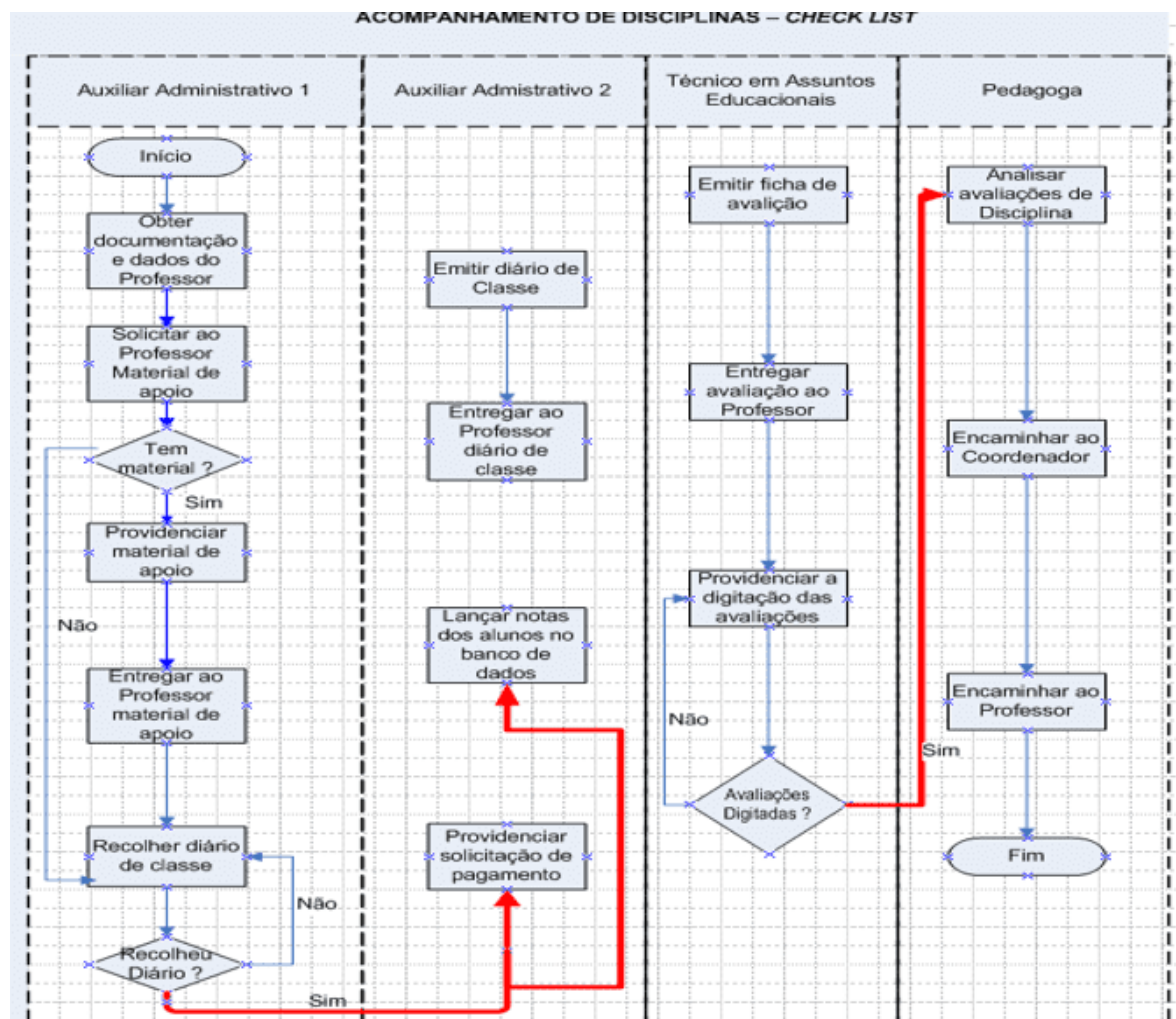 ACOMPANHAMENTO DE DISCIPLINAS – CHECK LIST
Auxiliar Administrativo 1
Início
Obter
documentação
e dados do
Professor
Solicitar ao
Professor
Material de
apoio
Tem
material ?
Sim
Providenciar
material de
apoio
Não
Entregar ao
Professor
material de
apoio
Recolher diário
de classe
Não
Recolheu
Diário ?
Sim
Auxiliar Admistrativo 2
Emitir diário de
Classe
Entregar ao
Professor
diário de
classe
Lançar notas
dos alunos no
banco de
dados
Providenciar
solicitação de
pagamento
Técnico em Assuntos
Educacionais
Emitir ficha de
avalição
Entregar
avaliação ao
Professor
Providenciar a
digitação das
avaliações
Não
Avaliações
Digitadas ?
Sim
Pedagoga
Analisar
avaliações de
Disciplina
Encaminhar ao
Coordenador
Encaminhar ao
Professor
Fim